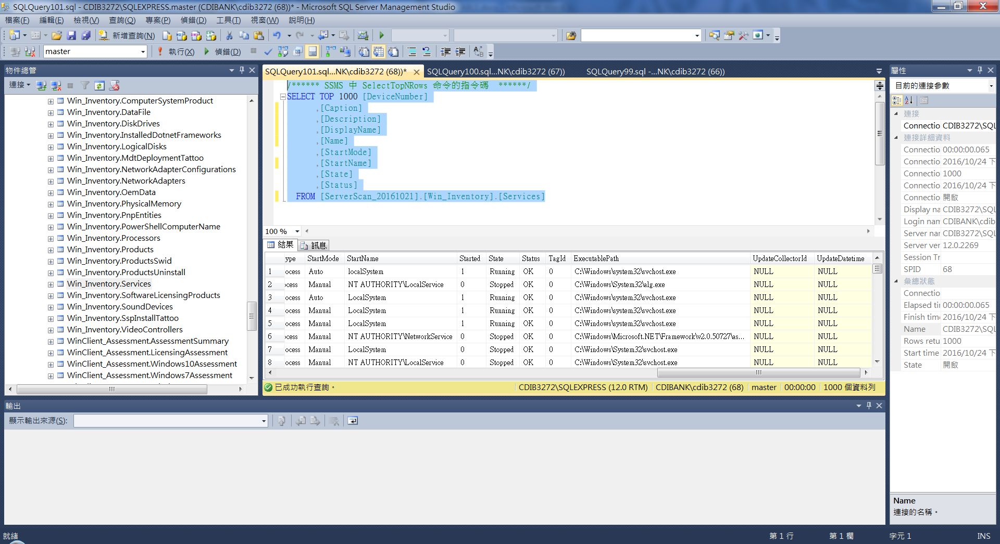 SQLQuery101.sql - CDIB3272\SQLEXPRESS.master (CDIBANK\cdib3272 (68))* - Microsoft SQL Server Management Studio
檔案(F) 編輯(E) 檢視(V) 查詢(Q) 專案(P) 偵錯(D) 工具(T) 視窗(W) 說明(H)
新增查詢(N)
master 執行(X) 偵錯(D)
物件總管
連接
Win_Inventory.ComputerSystemProduct
Win_Inventory.DataFile
Win_Inventory.DiskDrives
Win_Inventory.InstalledDotnetFrameworks
Win_Inventory.LogicalDisks
Win_Inventory.MdtDeploymentTattoo
Win_Inventory.NetworkAdapterConfigurations
Win_Inventory.NetworkAdapters
Win_Inventory.OemData
Win_Inventory.PhysicalMemory
Win_Inventory.PnpEntities
Win_Inventory.PowerShellComputerName
Win_Inventory.Processors
Win_Inventory.Products
Win_Inventory.ProductsSwid
Win_Inventory.ProductsUninstall
Win_Inventory.Services
Win_Inventory.SoftwareLicensingProducts
Win_Inventory.SoundDevices
Win_Inventory.SspInstallTattoo
Win_Inventory.VideoControllers
WinClient_Assessment.AssessmentSummary
WinClient_Assessment.LicensingAssessment
WinClient_Assessment.Windows10Assessment
WinClient_Assessment.Windows7Assessment
SQLQuery101.sql...NK\cdib3272 (68))* SQLQuery100.sql...NK\cdib3272 (67)) SQLQuery99.sql -...NK\cdib3272 (66))
/****** SSMS 中 SelectTopNRows 命令的指令碼 ******/
SELECT TOP 1000 [DeviceNumber]
,[Caption]
,[Description]
,[DisplayName]
,[Name]
,[StartMode]
,[StartName]
,[State]
,[Status]
FROM [ServerScan_20161021].[Win_Inventory].[Services]
100 %
結果 訊息
ype StartMode StartName Started State Status TagId ExecutablePath UpdateCollectorId UpdateDatetime
1 ocess Auto localSystem 1 Running OK 0 C:\Windows\system32\svchost.exe NULL NULL
2 ocess Manual NT AUTHORITY\LocalService 0 Stopped OK 0 C:\Windows\System32\alg.exe NULL NULL
3 ocess Auto LocalSystem 1 Running OK 0 C:\Windows\system32\svchost.exe NULL NULL
4 ocess Manual LocalSystem 1 Running OK 0 C:\Windows\system32\svchost.exe NULL NULL
5 ocess Manual LocalSystem 1 Running OK 0 C:\Windows\system32\svchost.exe NULL NULL
6 ocess Manual NT AUTHORITY\NetworkService 0 Stopped OK 0 C:\Windows\Microsoft.NET\Framework\v2.0.50727\as... NULL NULL
7 ocess Manual LocalSystem 0 Stopped OK 0 C:\Windows\System32\svchost.exe NULL NULL
8 ocess Manual NT AUTHORITY\LocalService 0 Stopped OK 0 C:\Windows\System32\svchost.exe NULL NULL
已成功執行查詢。 CDIB3272\SQLEXPRESS (12.0 RTM) CDIBANK\cdib3272 (68) master 00:00:00 1000 個資料列
屬性
目前的連接參數
連接
Connectio CDIB3272\SQL
連接詳細資料
Connectio 00:00:00.065
Connectio 2016/10/24 下
Connectio 1000
Connectio 2016/10/24 下
Connectio 開啟
Display na CDIB3272\SQL
Login nam CDIBANK\cdib
Server nar CDIB3272\SQL
Server ver 12.0.2269
Session Tr
SPID 68
彙總狀態
Connectio
Elapsed tin 00:00:00.065
Finish time 2016/10/24 下
Name CDIB3272\SQL
Rows retu 1000
Start time 2016/10/24 下
State 開啟
Name
連接的名稱。
輸出
顯示輸出來源(S):
就緒 第 1 行 第 1 欄 字元 1 INS